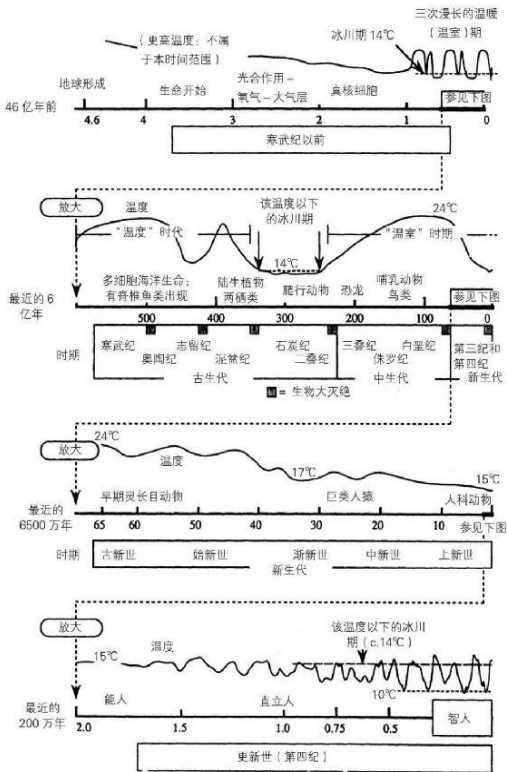 三次漫长的温暖
（温室）期
（更高温度：不属
于本时间范围）
冰川期 14℃
地球形成
生命开始
光合作用－
氧气－大气层
真核细胞
参见下图
46 亿年前
4.6 4 3 2 1 0
寒武纪以前
放大
温度
该温度以下
的冰川期
24℃
“温度”时代
“温室”时期
14℃
多细胞海洋生命；
有脊椎鱼类出现
陆生植物
两栖类
爬行动物
恐龙
哺乳动物
鸟类
参见下图
最近的 6
亿年
500 400 300 200 100 0
时期
寒武纪
奥陶纪
志留纪
泥盆纪
石炭纪
二叠纪
三叠纪
侏罗纪
白垩纪
第三纪和
第四纪
古生代
中生代
新生代
= 生物大灭绝
放大
24℃
温度
17℃
15℃
早期灵长目动物
巨类人猿
人科动物
最近的
6500 万年
65 60 50 40 30 20 10
参见下图
时期
古新世
始新世
渐新世
中新世
上新世
新生代
放大
15℃
温度
该温度以下的冰川
期（c.14℃）
10℃
能人
直立人
智人
最近的
200 万年
2.0 1.5 1.0 0.75 0.5
更新世（第四纪）